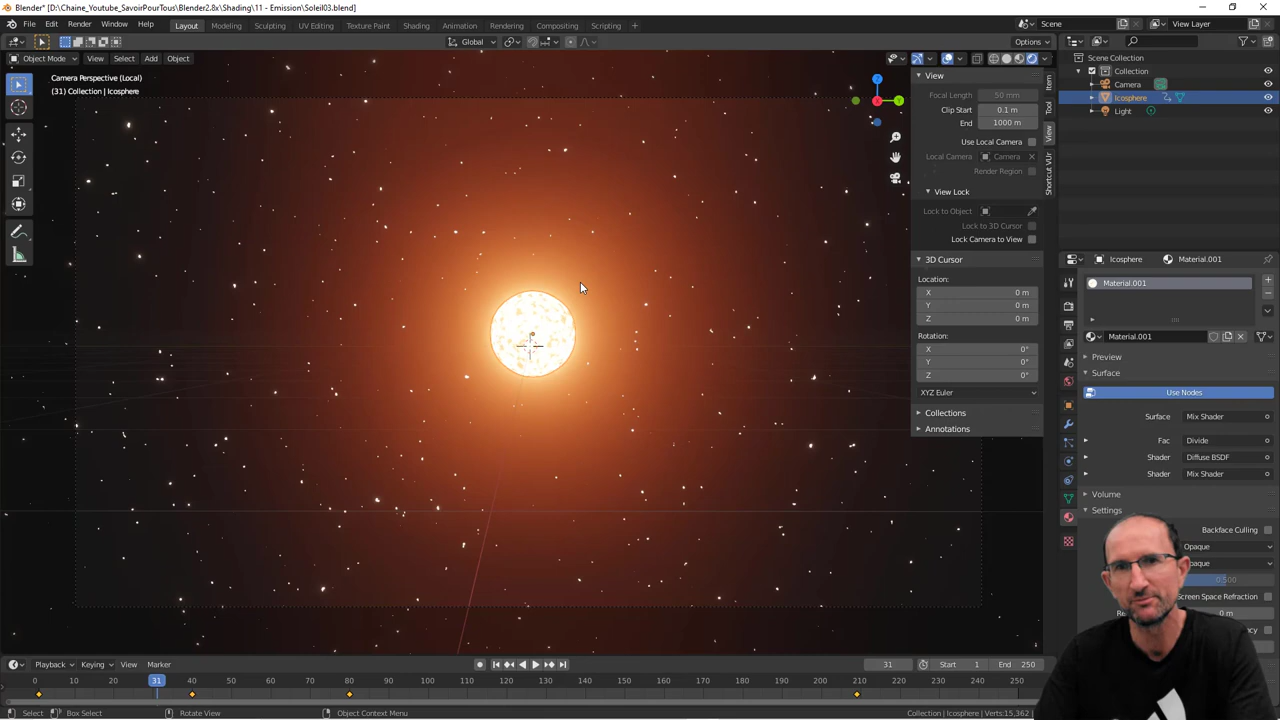 Blender* [D:\Chaine_Youtube_SavoirPourTous\Blender2.8x\Shading\11 - Emission\Soleil03.blend]
File Edit Render Window Help Layout Modeling Sculpting UV Editing Texture Paint Shading Animation Rendering Compositing Scripting Scene View Layer
Global Options
Object Mode View Select Add Object
Camera Perspective (Local)
(31) Collection | Icosphere
View
Focal Length 50 mm
Clip Start 0.1 m
End 1000 m
Use Local Camera
Local Camera Camera
Render Region
View Lock
Lock to Object
Lock to 3D Cursor
Lock Camera to View
3D Cursor
Location:
X 0 m
Y 0 m
Z 0 m
Rotation:
X 0°
Y 0°
Z 0°
XYZ Euler
Collections
Annotations
Item
Tool
View
Shortcut VUr
Scene Collection
Collection
Camera
Icosphere
Light
Icosphere Material.001
Material.001
Material.001
Preview
Surface
Use Nodes
Surface Mix Shader
Fac Divide
Shader Diffuse BSDF
Shader Mix Shader
Volume
Settings
Backface Culling
Opaque
0.500
Screen Space Refraction
0 m
Playback Keying View Marker 31 Start 1 End 250
0 10 20 31 40 50 60 70 80 90 100 110 120 130 140 150 160 170 180 190 200 210 220 230 240 250
Select Box Select Rotate View Object Context Menu Collection | Icosphere | Verts:15,362 |